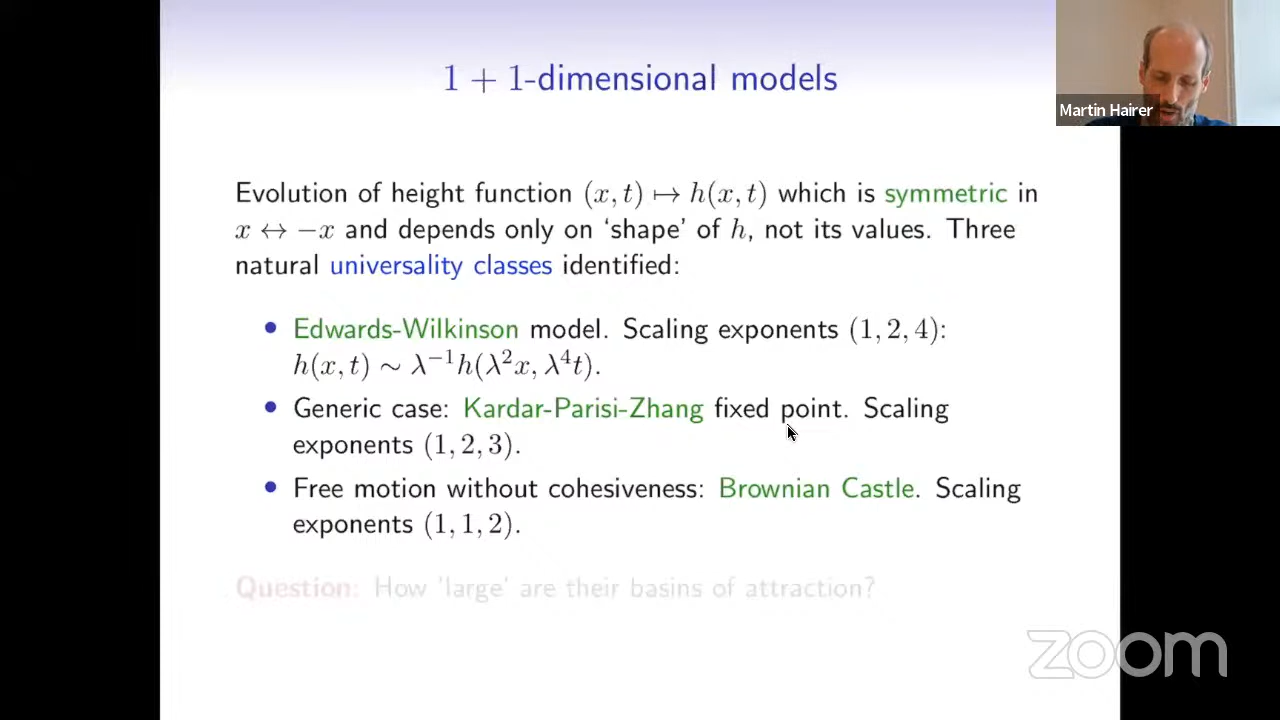 1 + 1-dimensional models
Martin Hairer
Evolution of height function (x, t) ↦ h(x, t) which is symmetric in
x ↔ −x and depends only on ‘shape’ of h, not its values. Three
natural universality classes identified:
• Edwards-Wilkinson model. Scaling exponents (1, 2, 4):
h(x, t) ∼ λ⁻¹h(λ²x, λ⁴t).
• Generic case: Kardar-Parisi-Zhang fixed point. Scaling
exponents (1, 2, 3).
• Free motion without cohesiveness: Brownian Castle. Scaling
exponents (1, 1, 2).
Question: How ‘large’ are their basins of attraction?
zoom